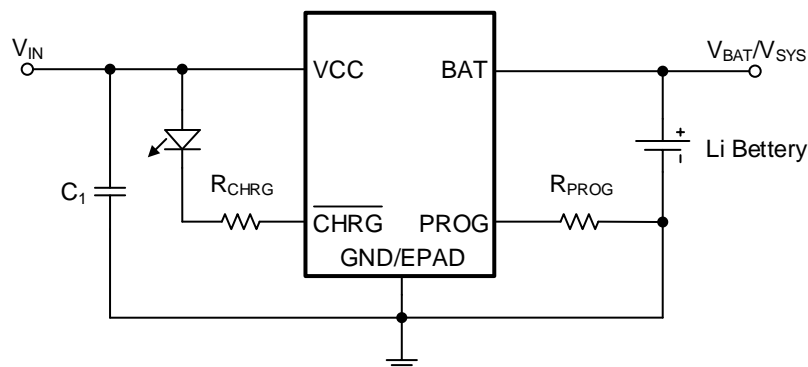 VIN
VBAT/VSYS
VCC
BAT
Li Bettery
C1
RCHRG
RPROG
CHRG
PROG
GND/EPAD